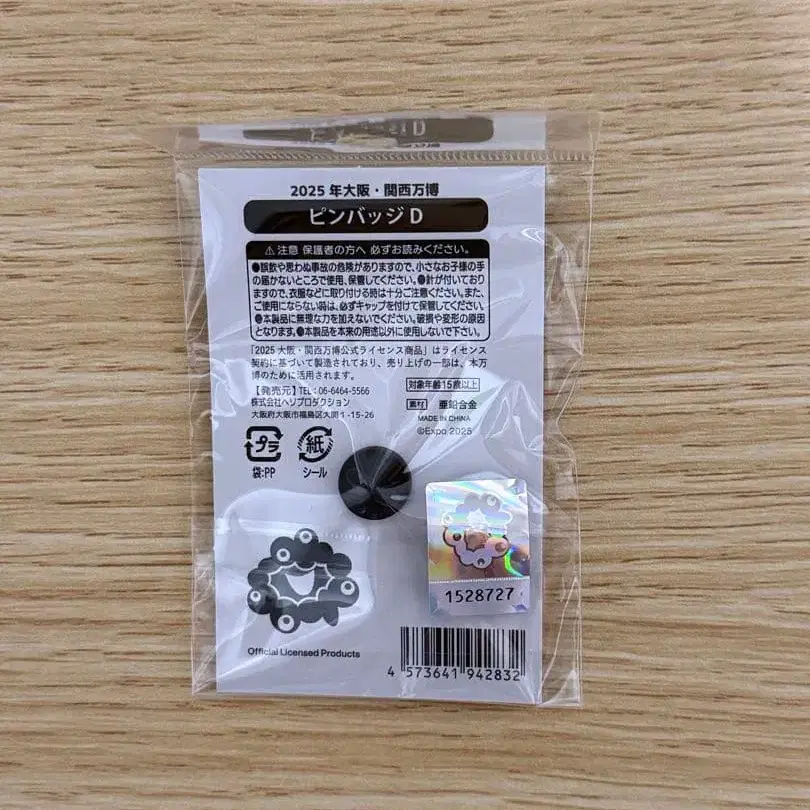 2025年大阪・関西万博
ピンバッジ D
⚠注意 保護者の方へ 必ずお読みください。
●誤飲や思わぬ事故の危険がありますので、小さなお子様の手
の届かないところで使用、保管してください。●針が付いており
ますので、衣服などに取り付ける時は十分ご注意ください。また、
ご使用にならない時は、必ずキャップを付けて保管してください。
●本製品に無理な力を加えないでください。破損や変形の原因
となります。●本製品を本来の用途以外に使用しないで下さい。
「2025 大阪・関西万博公式ライセンス商品」はライセンス
契約に基づいて製造されており、売り上げの一部は、本万
博のために活用されます。
【発売元】TEL：06-6464-5566
株式会社ヘソプロダクション
大阪府大阪市福島区大開1-15-26
対象年齢15歳以上
素材 亜鉛合金
MADE IN CHINA
©Expo 2025
プラ
袋:PP
紙
シール
1528727
Official Licensed Products
4 573641 942832